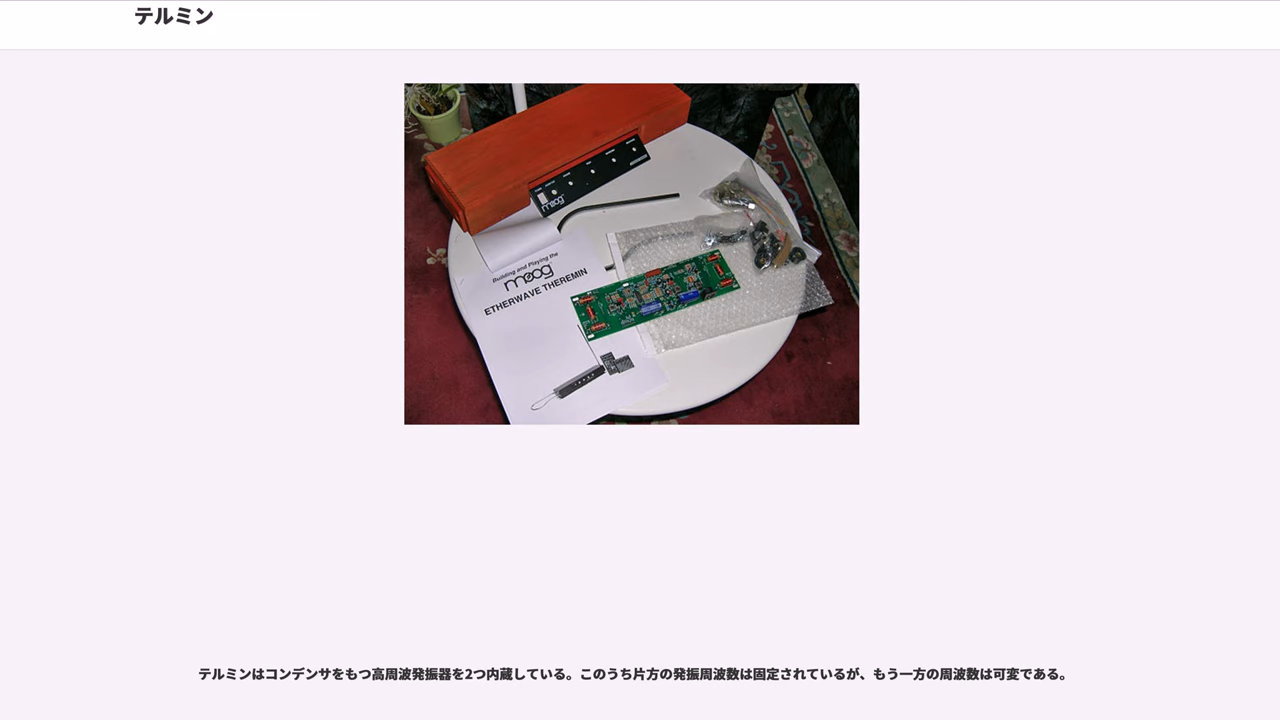 テルミン
moog
Building and Playing the
moog
ETHERWAVE THEREMIN
テルミンはコンデンサをもつ高周波発振器を2つ内蔵している。このうち片方の発振周波数は固定されているが、もう一方の周波数は可変である。